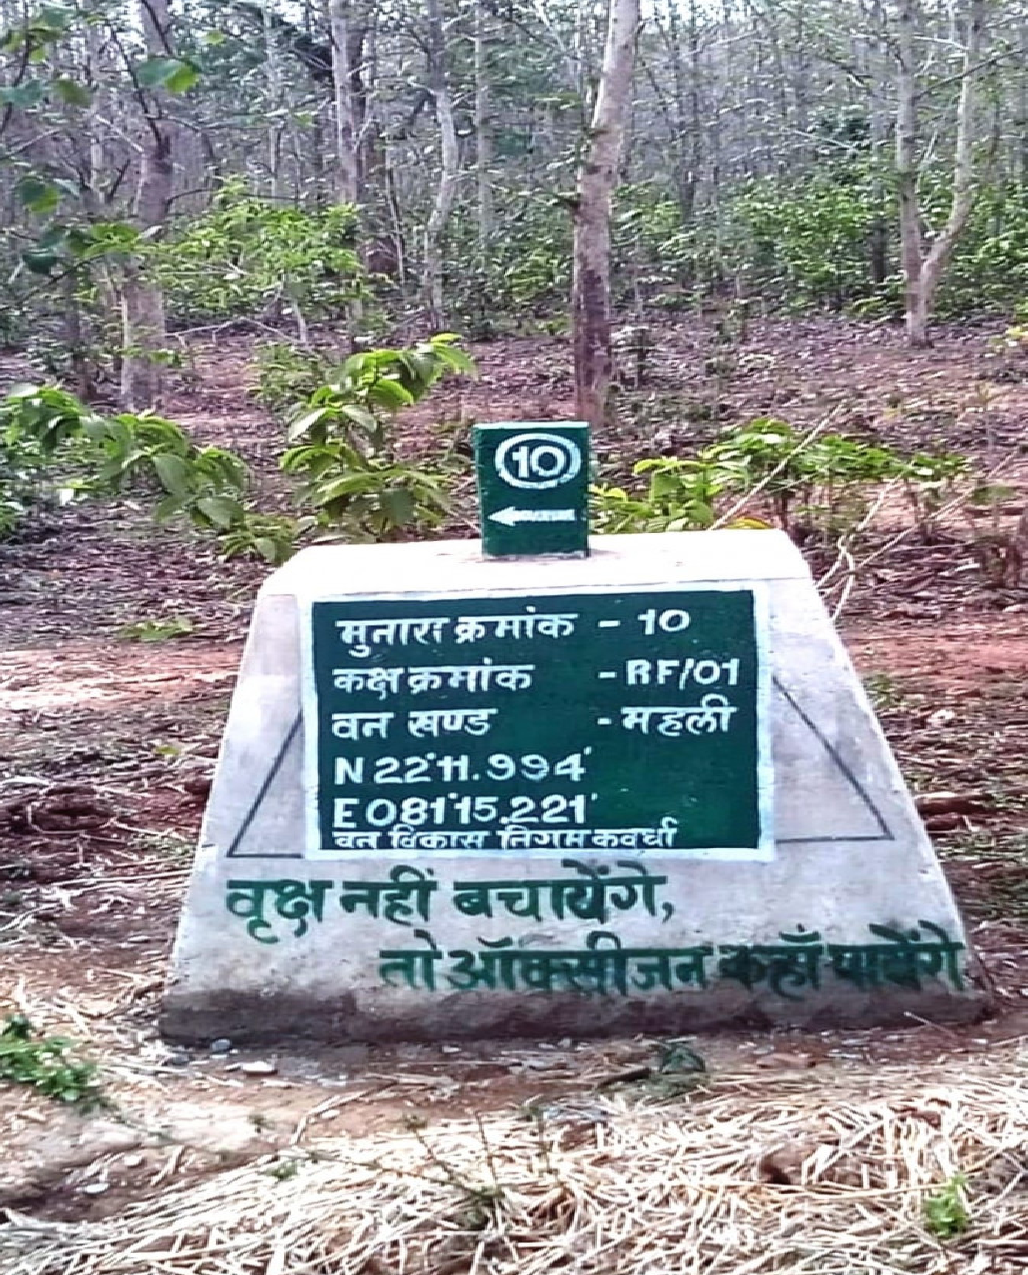 10
मुनारा क्रमांक - 10
कक्ष क्रमांक - RF/01
वन खण्ड - महली
N 22°11.994'
E 081°15.221'
वन विकास निगम कवर्धा
वृक्ष नहीं बचायेंगे,
तो ऑक्सीजन कहाँ पायेंगे